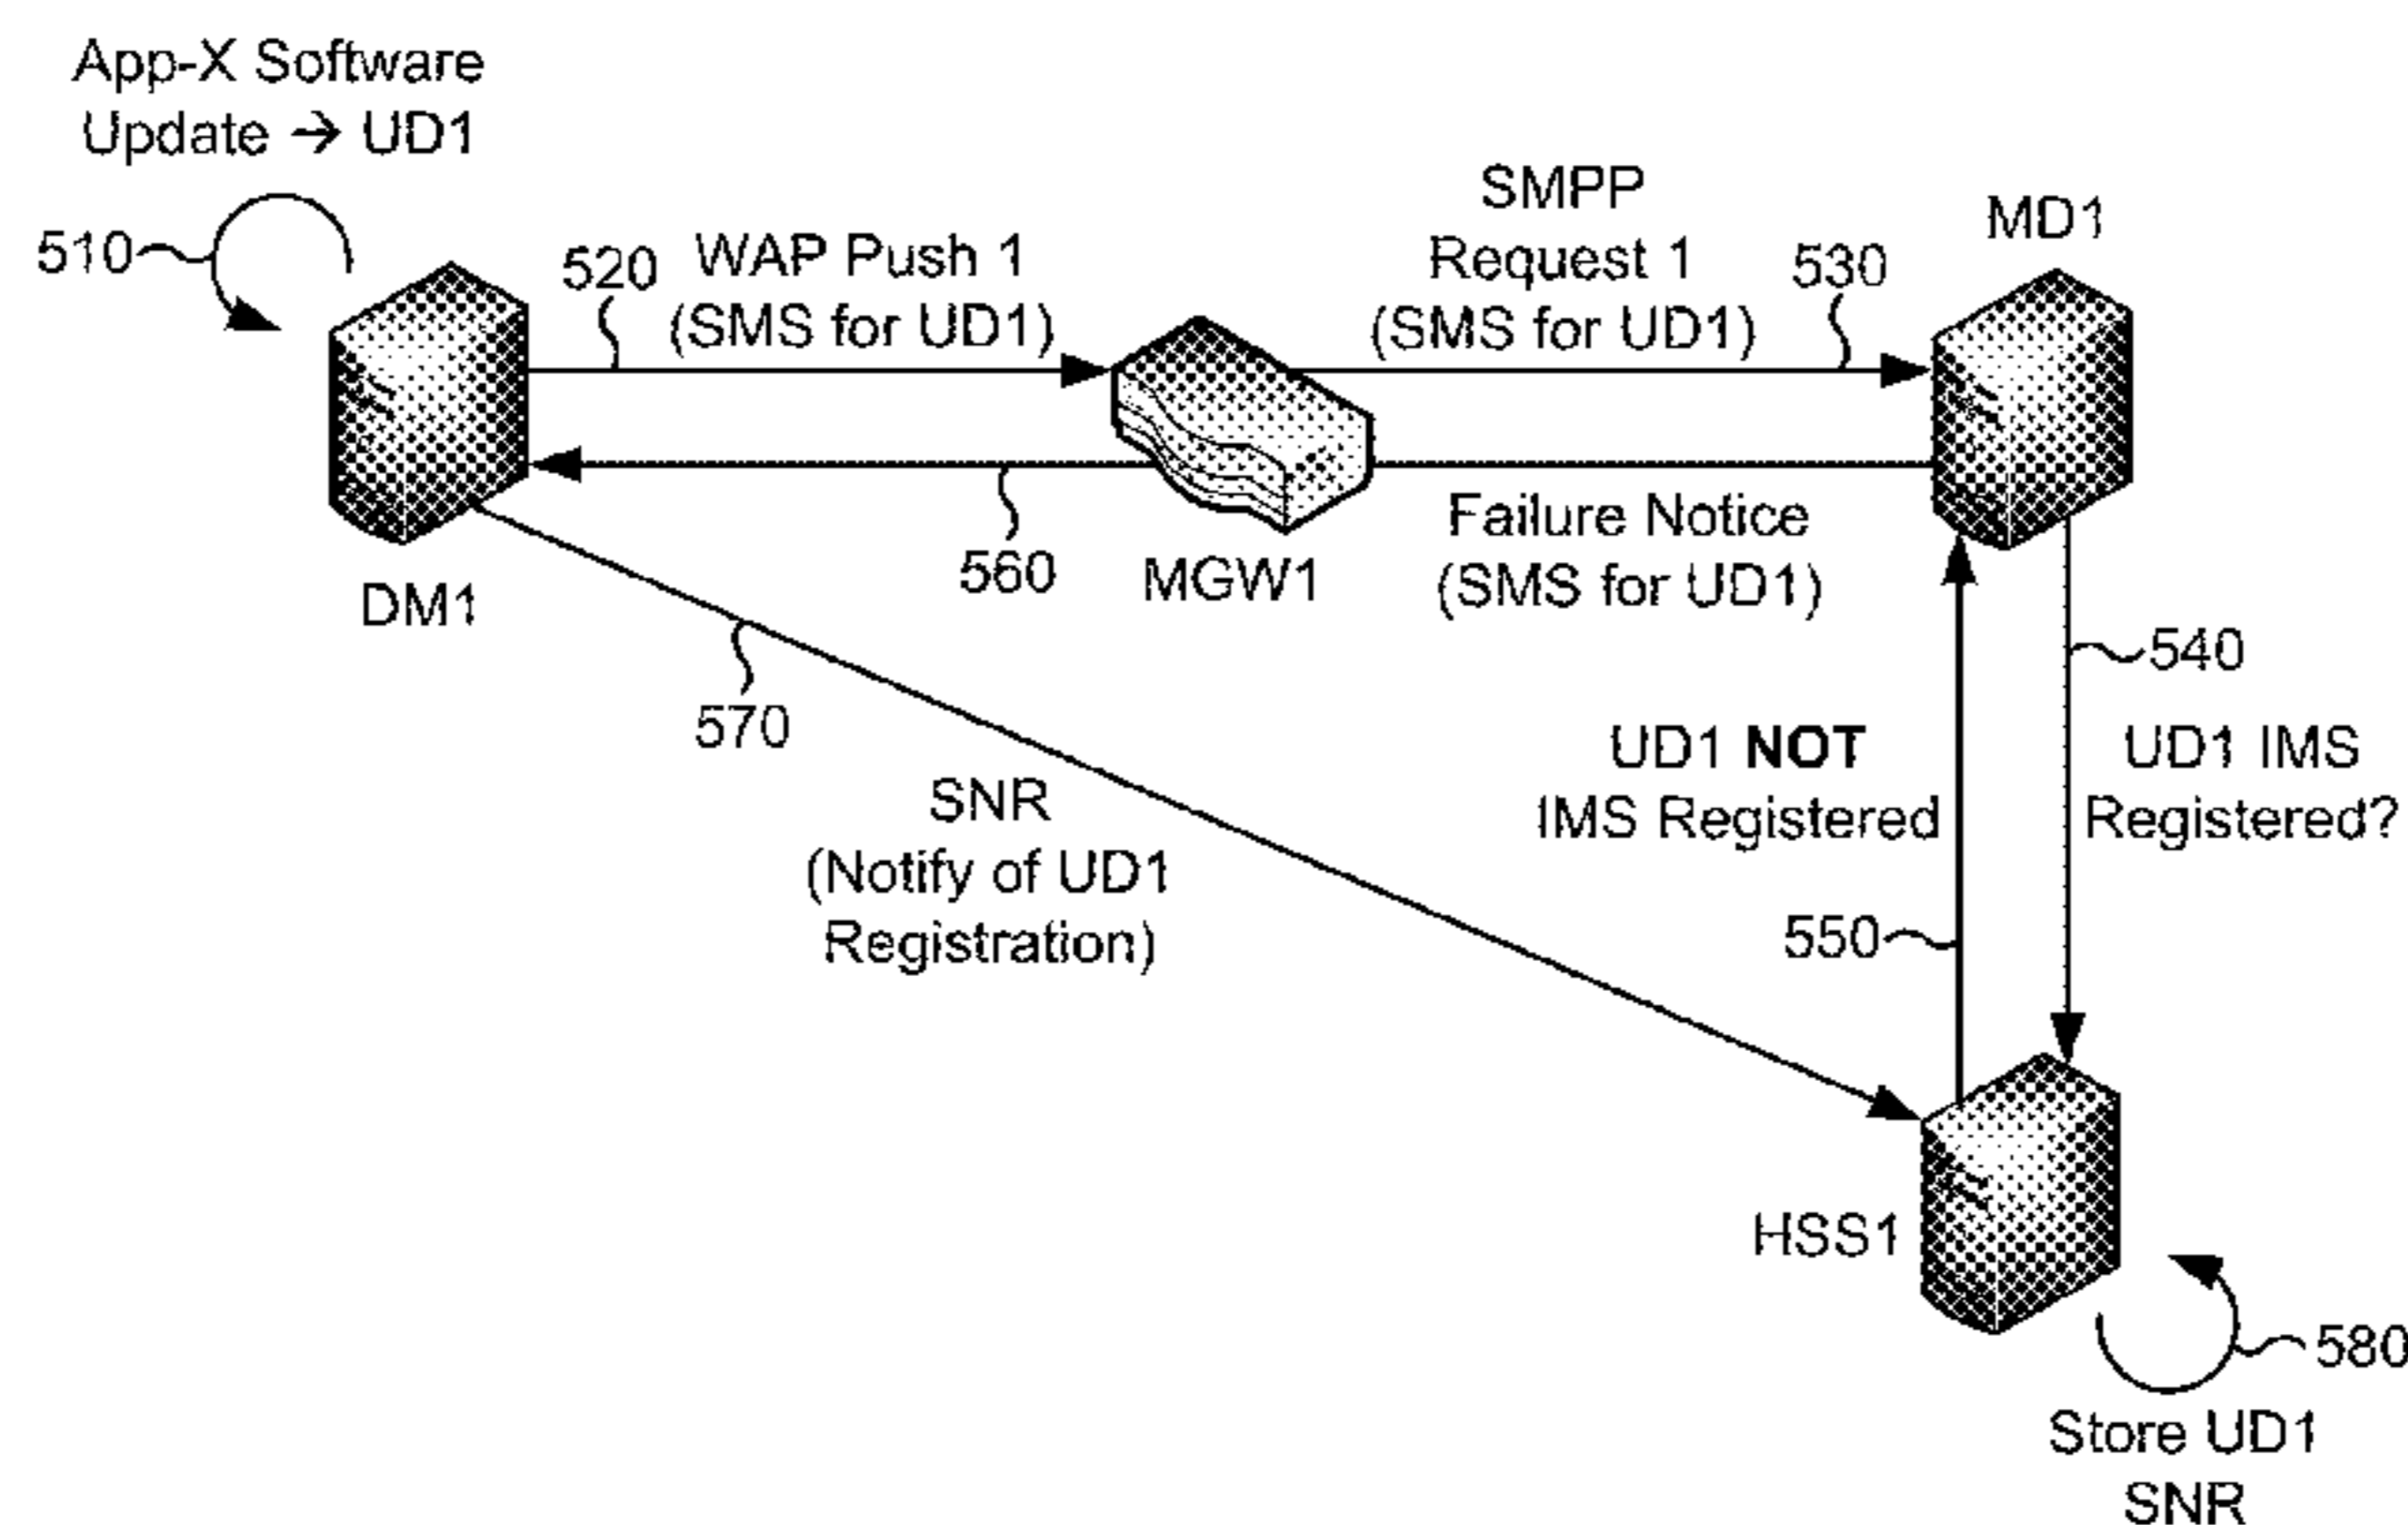 App-X Software
Update → UD1
510
520
WAP Push 1
(SMS for UD1)
SMPP
Request 1
(SMS for UD1)
530
MD1
DM1
560
MGW1
Failure Notice
(SMS for UD1)
540
570
UD1 NOT
IMS Registered
UD1 IMS
Registered?
SNR
(Notify of UD1
Registration)
550
HSS1
580
Store UD1
SNR